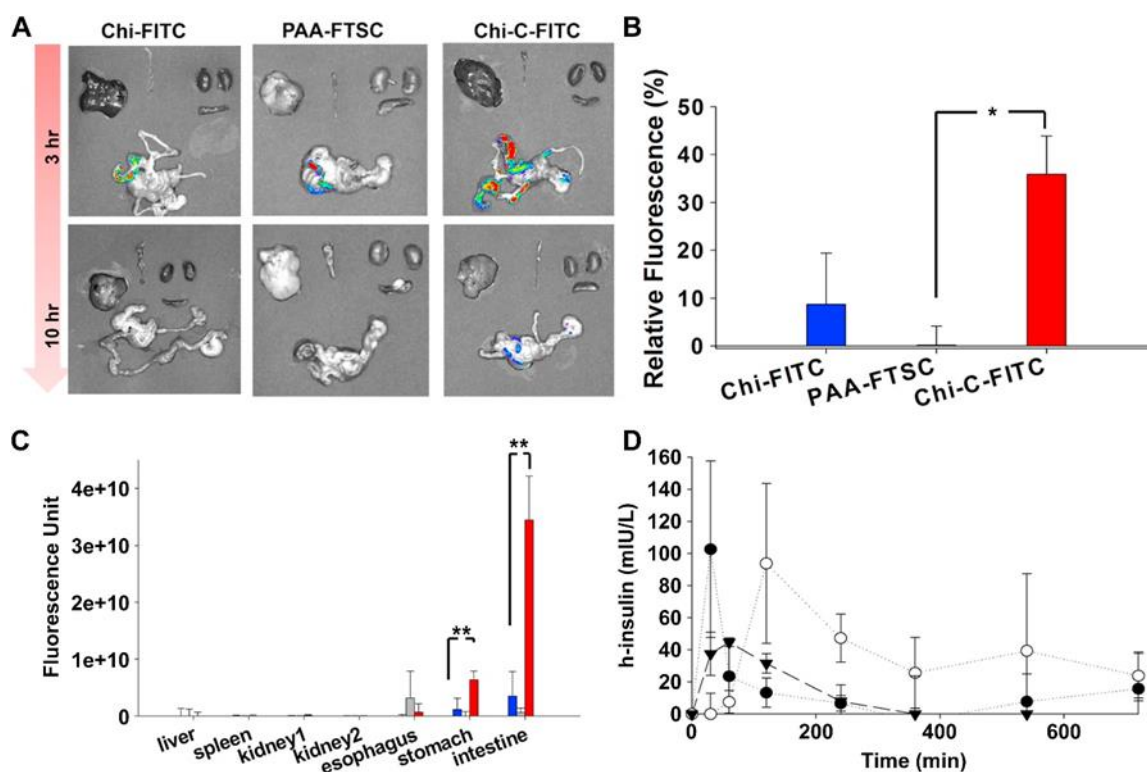 A
Chi-FITC
PAA-FTSC
Chi-C-FITC
3 hr
10 hr
B
Relative Fluorescence (%)
50
40
30
20
10
0
Chi-FITC
PAA-FTSC
Chi-C-FITC
*
C
Fluorescence Unit
4e+10
3e+10
2e+10
1e+10
0
**
**
liver
spleen
kidney1
kidney2
esophagus
stomach
intestine
D
h-insulin (mIU/L)
160
140
120
100
80
60
40
20
0
0 200 400 600
Time (min)